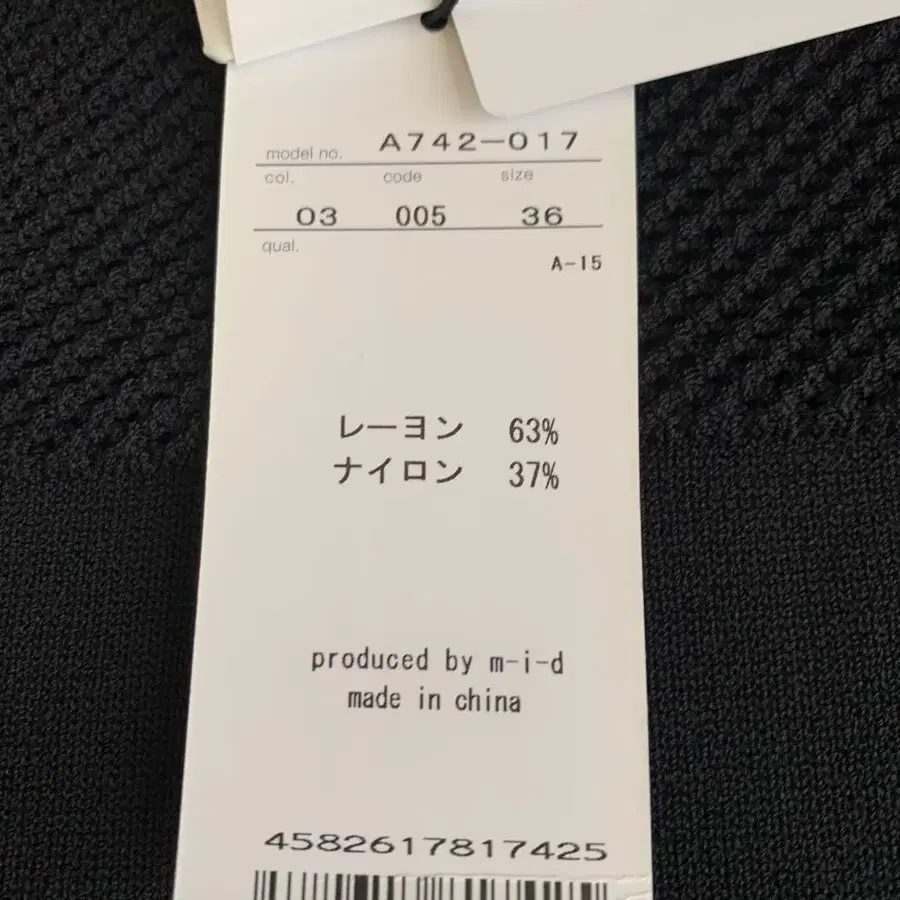 model no. A742-017
col. code size
03 005 36
qual.
A-15
レーヨン 63%
ナイロン 37%
produced by m-i-d
made in china
4582617817425